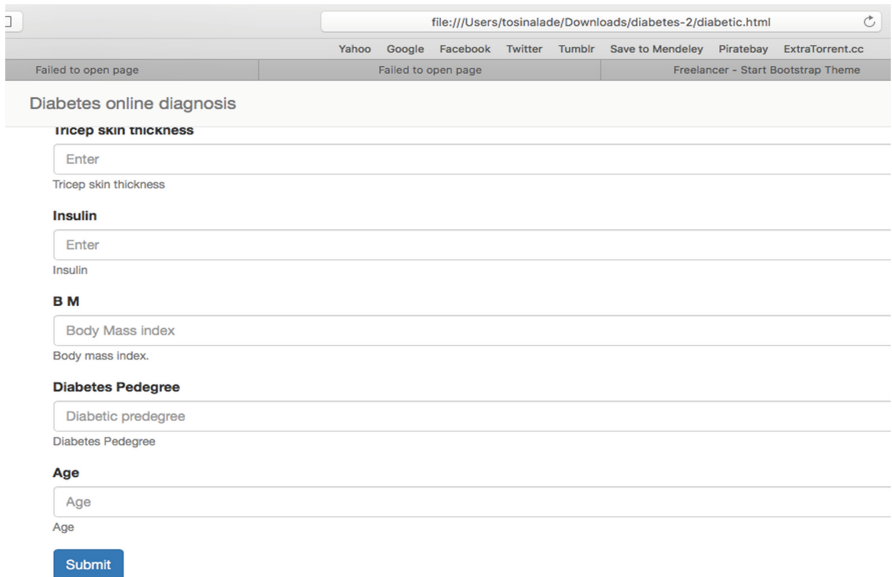 file:///Users/tosinalade/Downloads/diabetes-2/diabetic.html
Yahoo Google Facebook Twitter Tumblr Save to Mendeley Piratebay ExtraTorrent.cc
Failed to open page Failed to open page Freelancer - Start Bootstrap Theme
Diabetes online diagnosis
Tricep skin thickness
Enter
Tricep skin thickness
Insulin
Enter
Insulin
B M
Body Mass index
Body mass index.
Diabetes Pedegree
Diabetic predegree
Diabetes Pedegree
Age
Age
Age
Submit